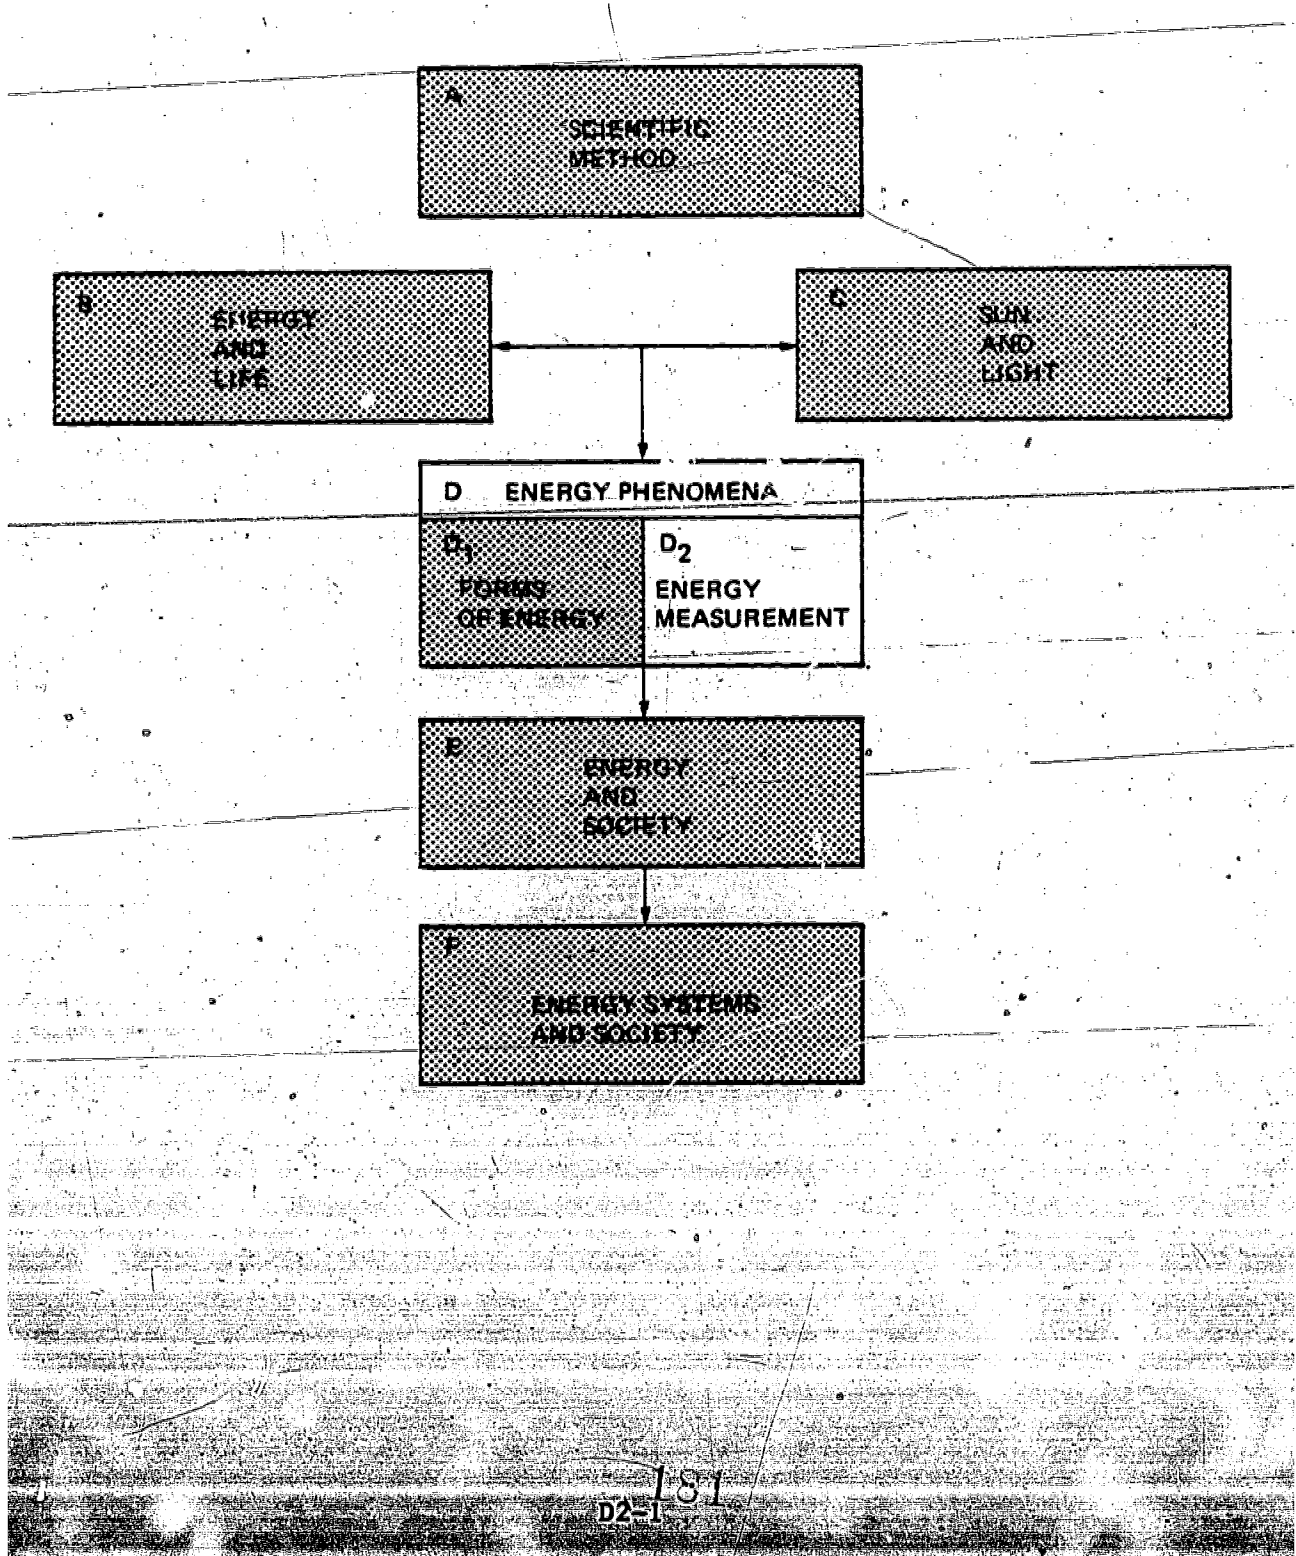 A
SCIENTIFIC
METHOD
B
ENERGY
AND
LIFE
C
SUN
AND
LIGHT
D ENERGY PHENOMENA
D1
FORMS
OF ENERGY
D2
ENERGY
MEASUREMENT
E
ENERGY
AND
SOCIETY
F
ENERGY SYSTEMS
AND SOCIETY
181
D2-1